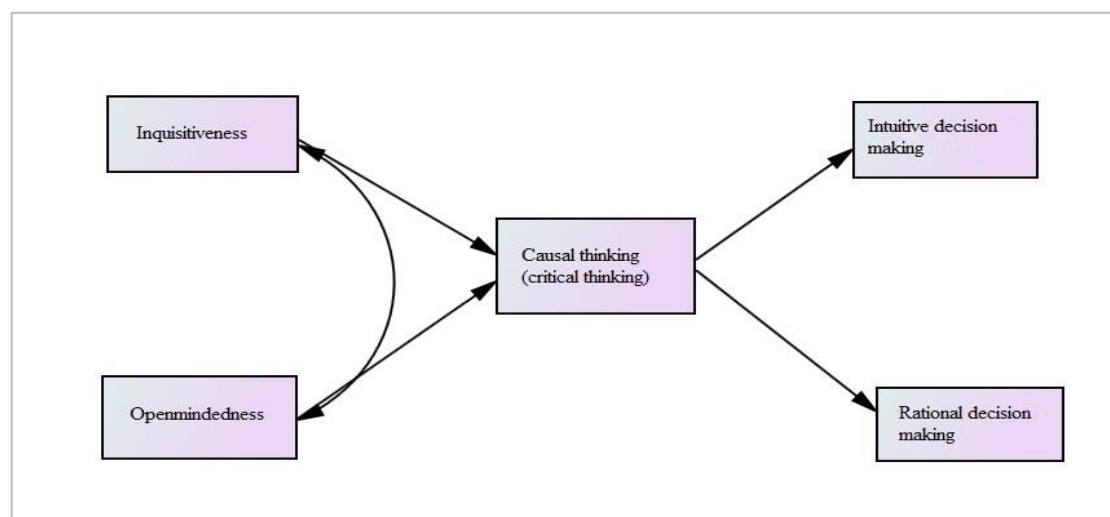 Inquisitiveness
Intuitive decision
making
Causal thinking
(critical thinking)
Openmindedness
Rational decision
making